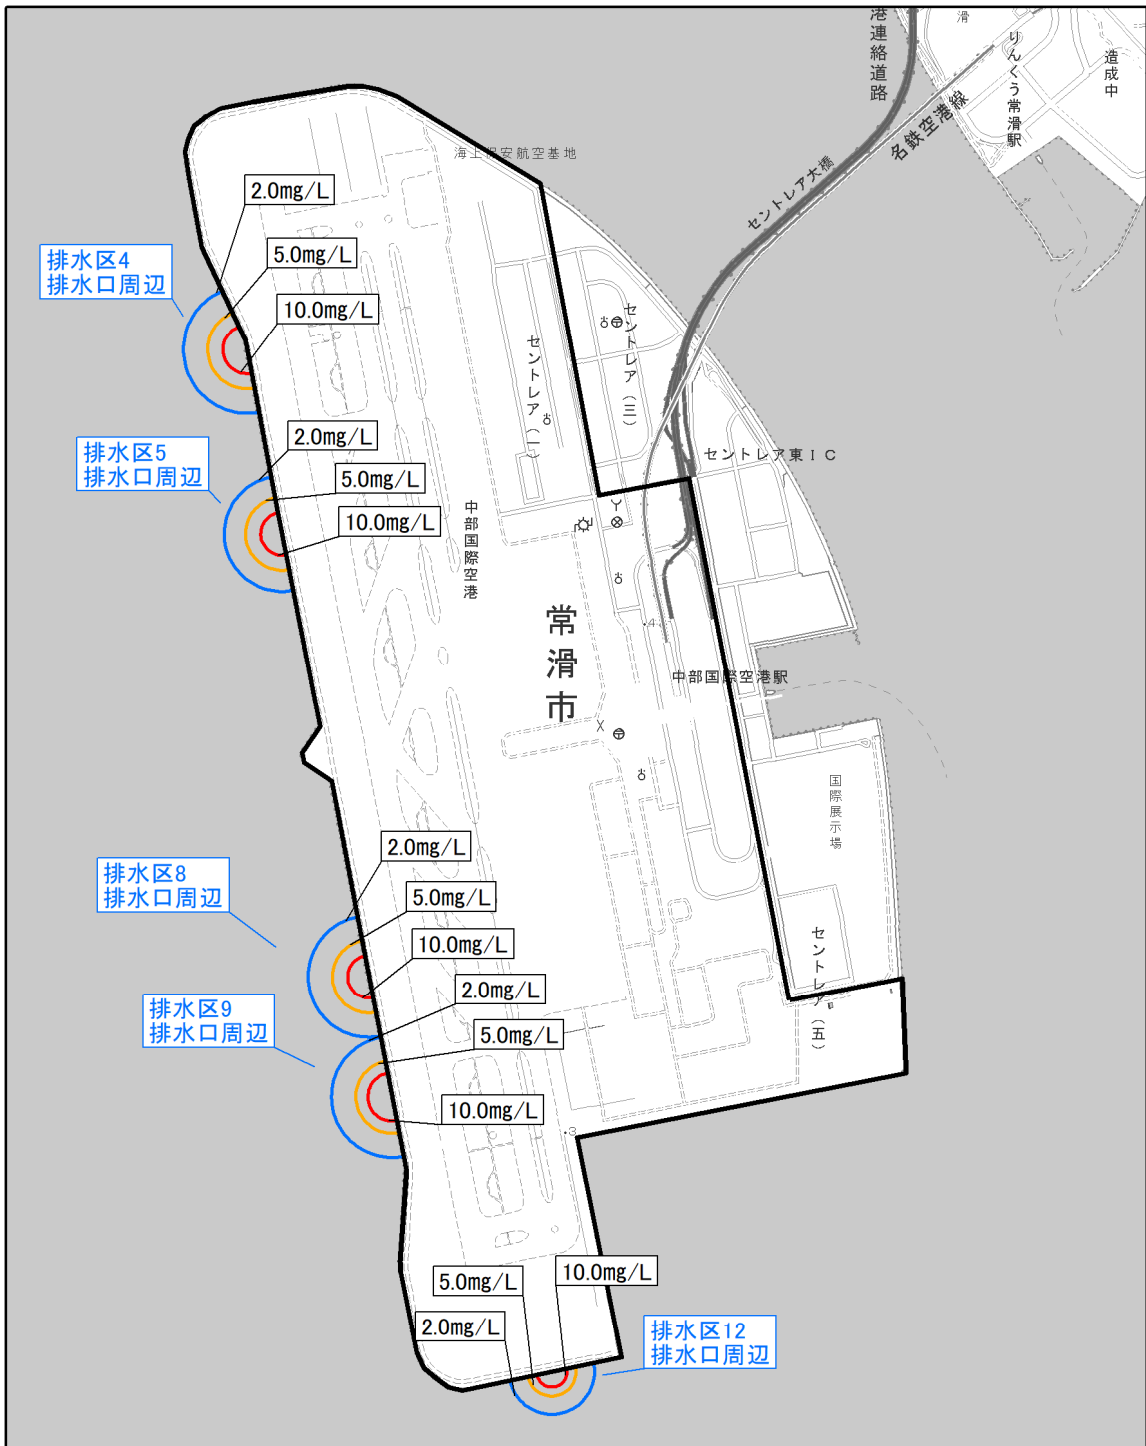 港連絡道路
滑
りんくう常滑駅
造成中
名鉄空港線
海上保安航空基地
セントレア大橋
2.0mg/L
排水区4
排水口周辺
5.0mg/L
10.0mg/L
セントレア（一）
セントレア（三）
2.0mg/L
排水区5
排水口周辺
5.0mg/L
10.0mg/L
セントレア東IC
中部国際空港
常滑市
.4
中部国際空港駅
国際展示場
2.0mg/L
排水区8
排水口周辺
5.0mg/L
10.0mg/L
セントレア（五）
2.0mg/L
排水区9
排水口周辺
5.0mg/L
10.0mg/L
.3
10.0mg/L
5.0mg/L
2.0mg/L
排水区12
排水口周辺